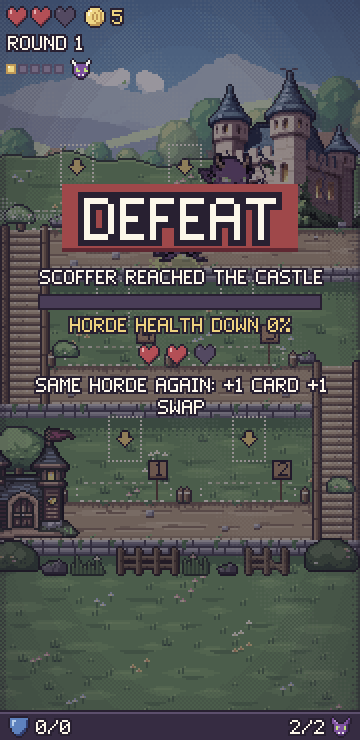 5
ROUND 1
DEFEAT
SCOFFER REACHED THE CASTLE
HORDE HEALTH DOWN 0%
SAME HORDE AGAIN: +1 CARD +1
SWAP
1
2
0/0
2/2